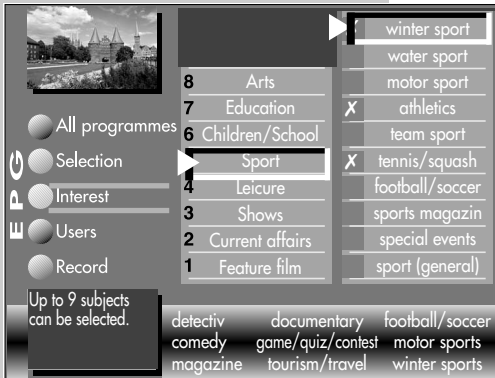 winter sport
water sport
motor sport
✗ athletics
team sport
✗ tennis/squash
football/soccer
sports magazin
special events
sport (general)
8 Arts
7 Education
6 Children/School
Sport
4 Leicure
3 Shows
2 Current affairs
1 Feature film
EPG
All programmes
Selection
Interest
Users
Record
Up to 9 subjects
can be selected.
detectiv documentary football/soccer
comedy game/quiz/contest motor sports
magazine tourism/travel winter sports